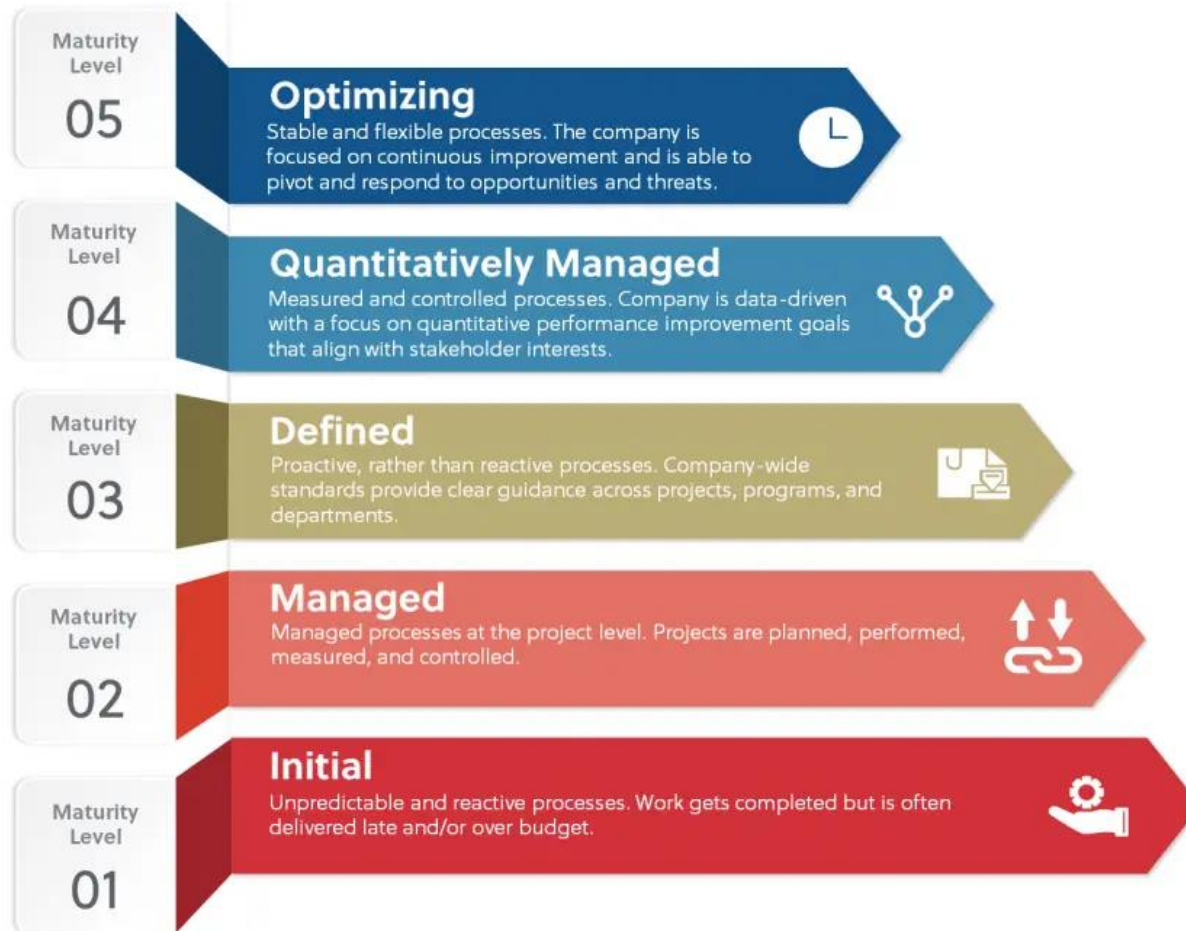 Maturity
Level
05
Optimizing
Stable and flexible processes. The company is
focused on continuous improvement and is able to
pivot and respond to opportunities and threats.
Maturity
Level
04
Quantitatively Managed
Measured and controlled processes. Company is data-driven
with a focus on quantitative performance improvement goals
that align with stakeholder interests.
Maturity
Level
03
Defined
Proactive, rather than reactive processes. Company-wide
standards provide clear guidance across projects, programs, and
departments.
Maturity
Level
02
Managed
Managed processes at the project level. Projects are planned, performed,
measured, and controlled.
Maturity
Level
01
Initial
Unpredictable and reactive processes. Work gets completed but is often
delivered late and/or over budget.